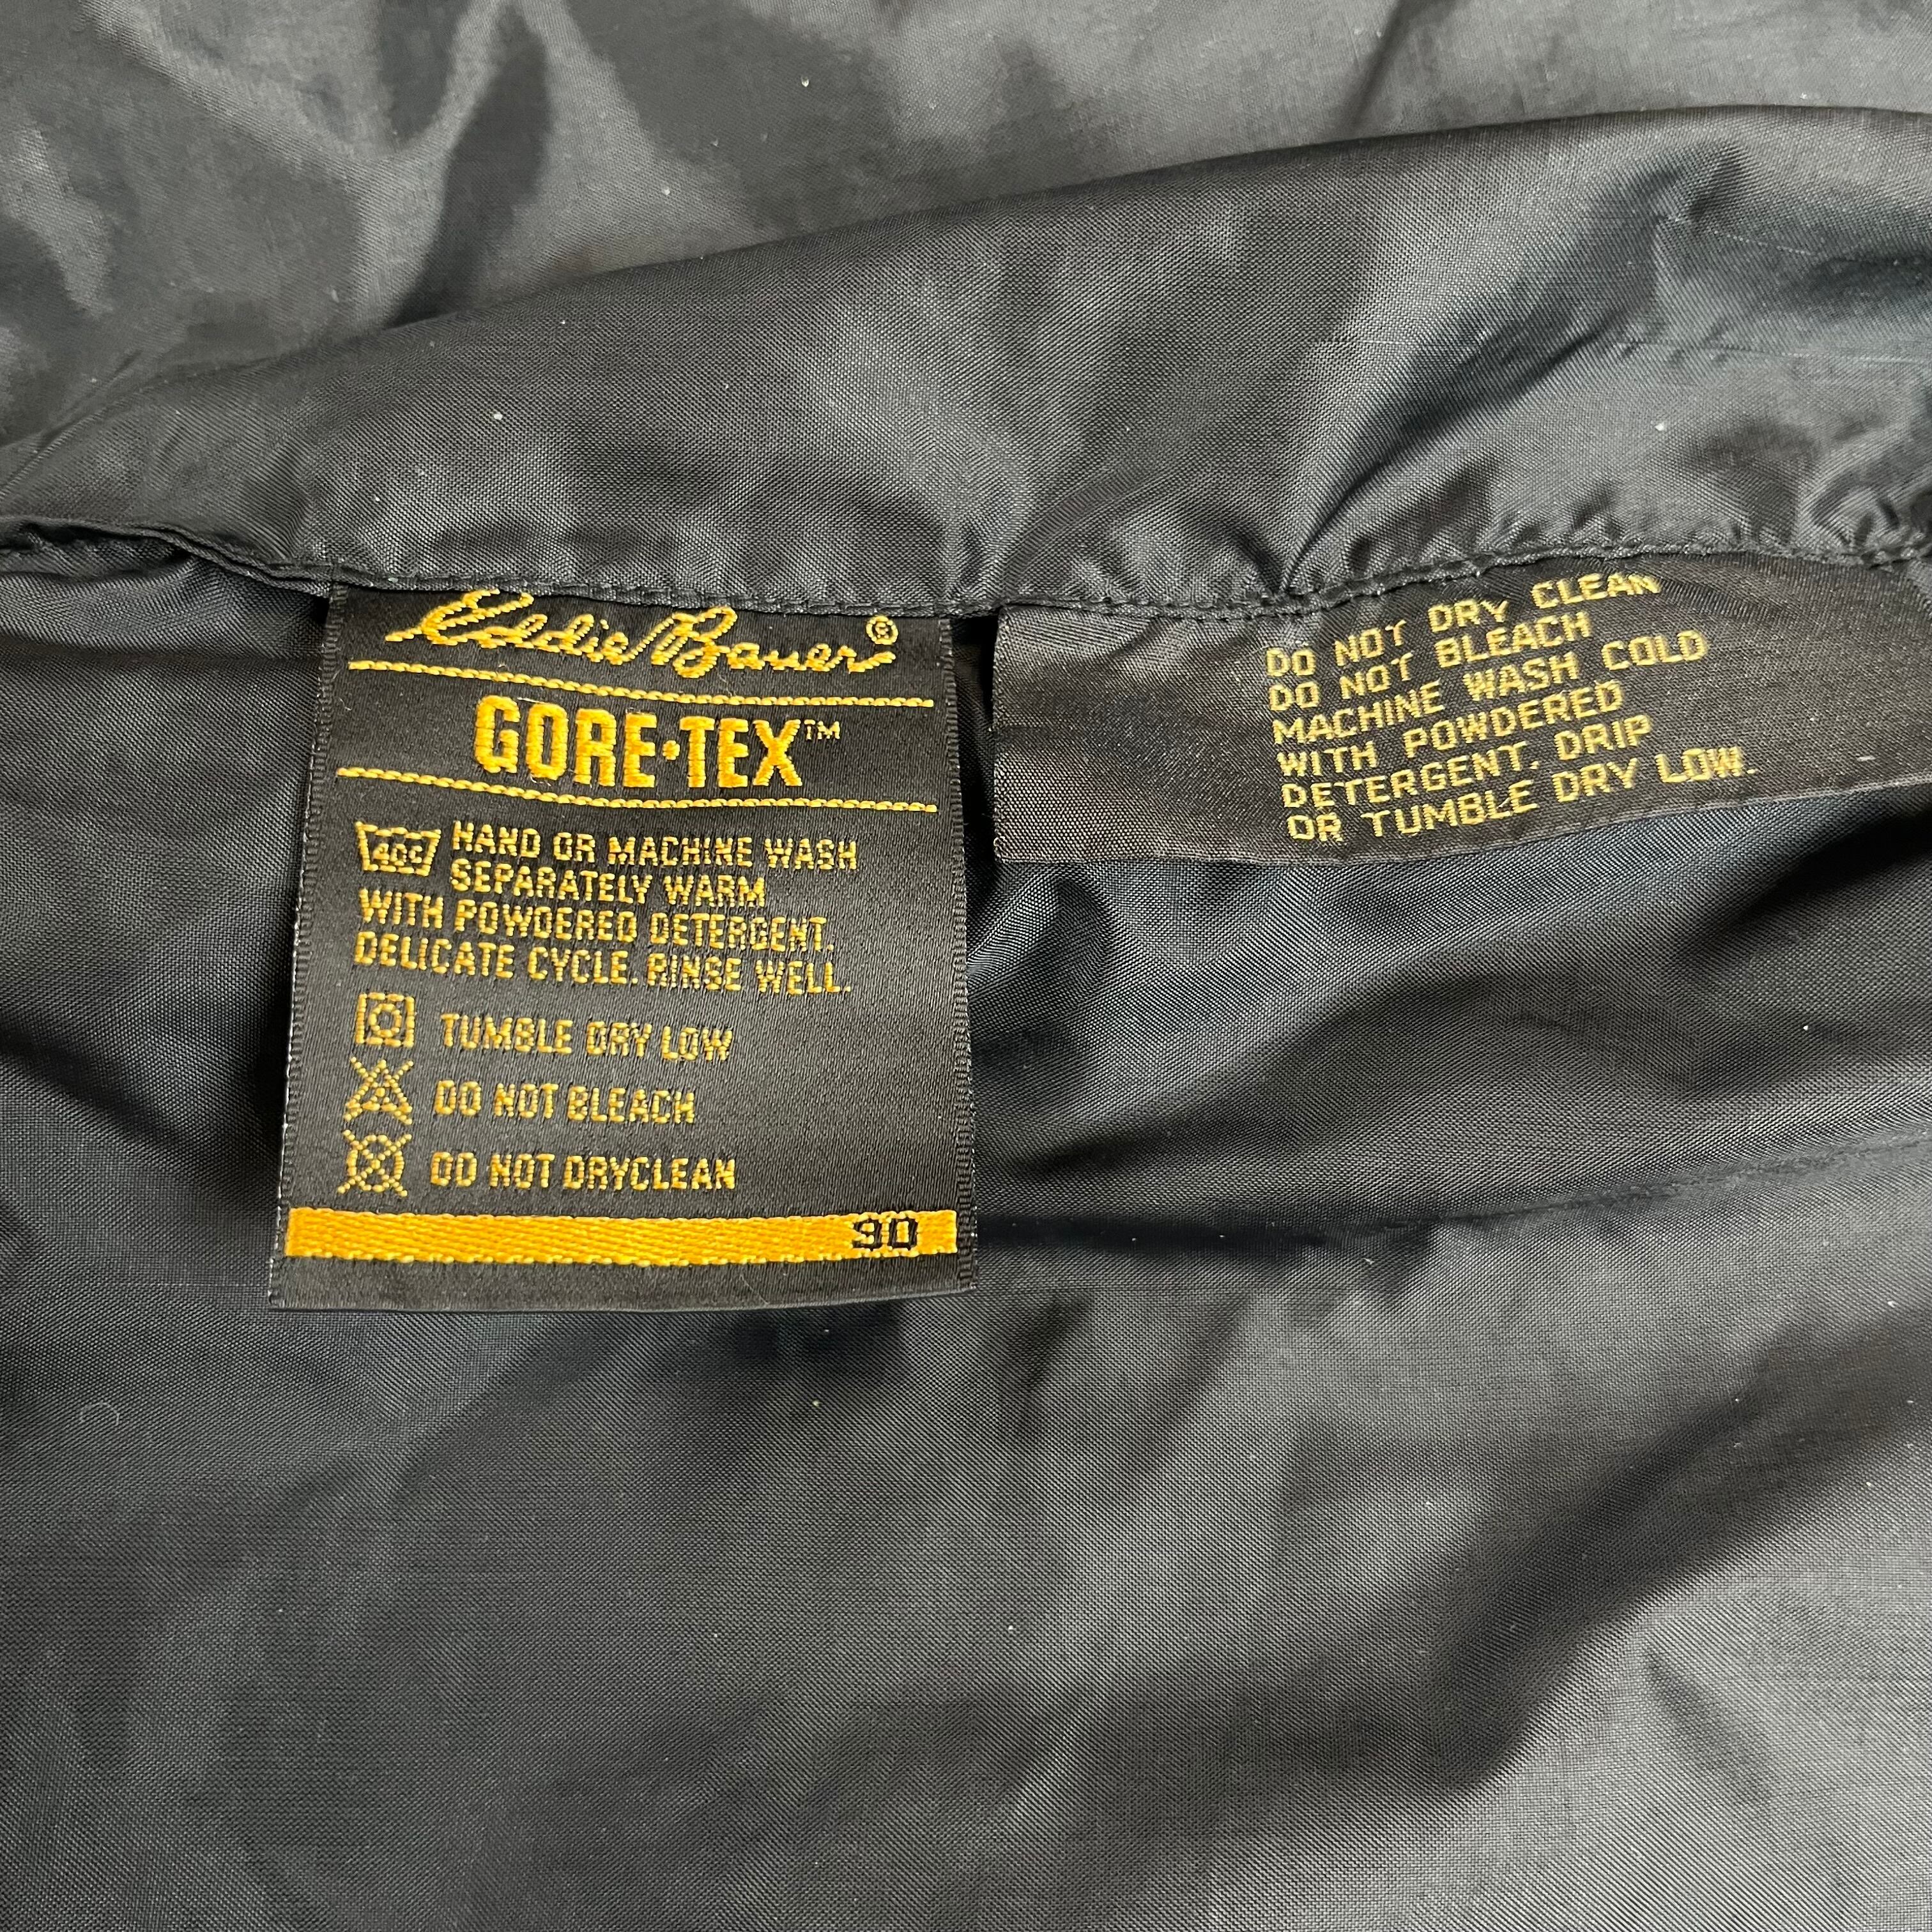 Eddie Bauer®
GORE-TEX™
40c HAND OR MACHINE WASH
SEPARATELY WARM
WITH POWDERED DETERGENT.
DELICATE CYCLE. RINSE WELL.
TUMBLE DRY LOW
DO NOT BLEACH
DO NOT DRYCLEAN
90
DO NOT DRY CLEAN
DO NOT BLEACH
MACHINE WASH COLD
WITH POWDERED
DETERGENT. DRIP
OR TUMBLE DRY LOW.